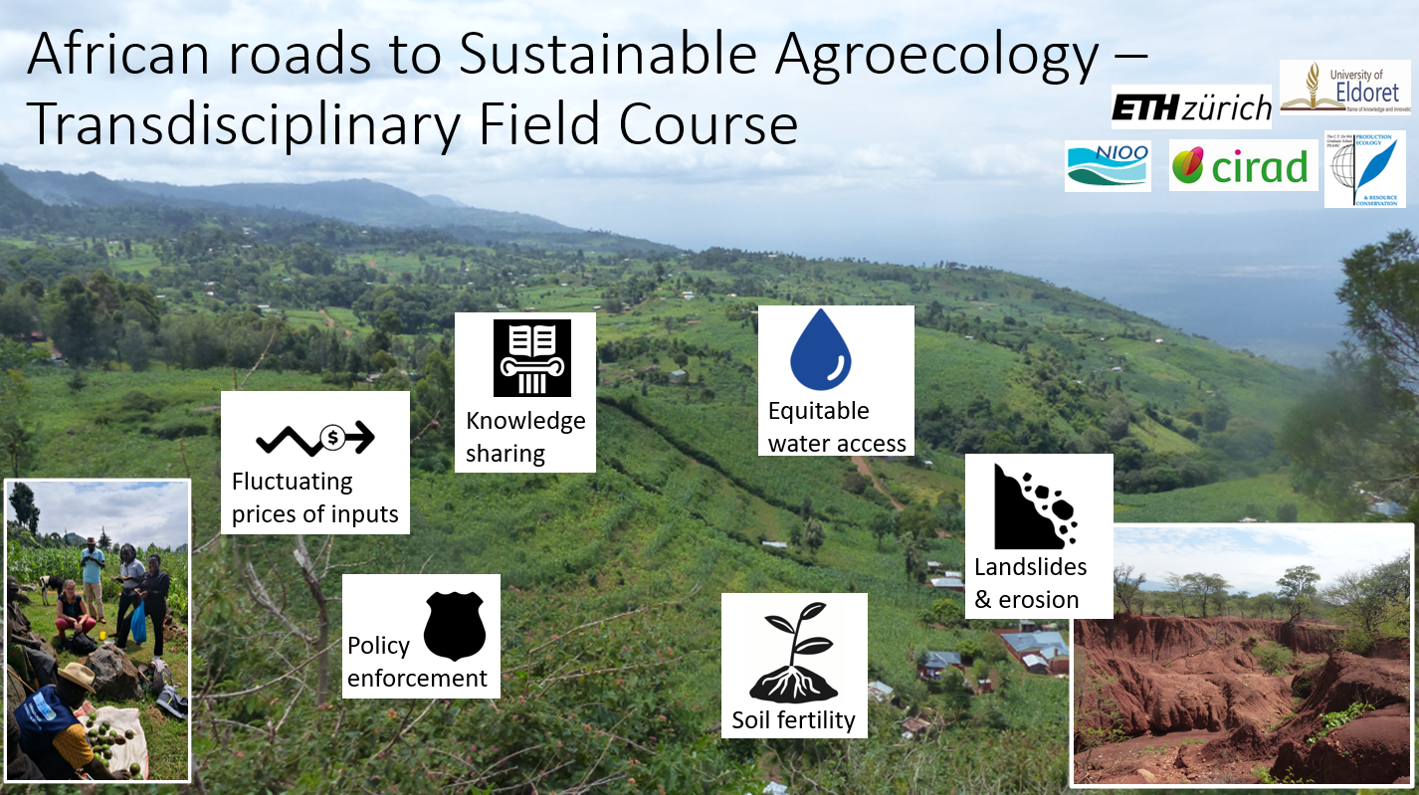 African roads to Sustainable Agroecology –
Transdisciplinary Field Course
ETH zürich
University of
Eldoret
NIOO
cirad
PRODUCTION
ECOLOGY
& RESOURCE
CONSERVATION
Knowledge
sharing
Equitable
water access
$
Fluctuating
prices of inputs
Landslides
& erosion
Policy
enforcement
Soil fertility